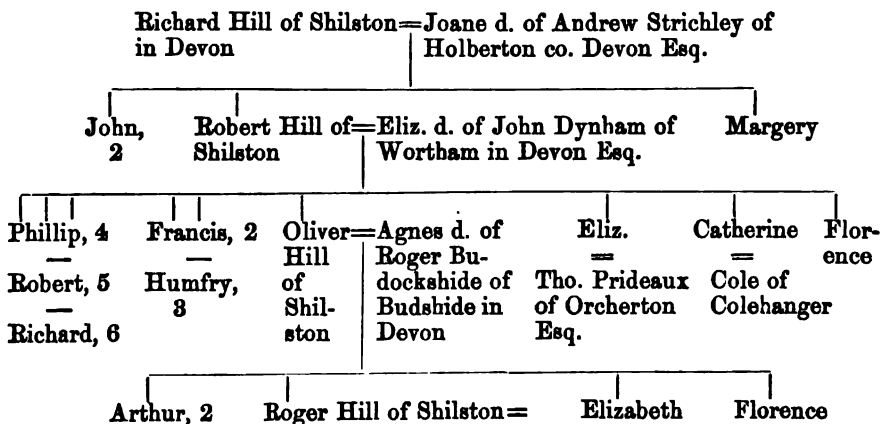 Richard Hill of Shilston=Joane d. of Andrew Strichley of
in Devon Holberton co. Devon Esq.
John, Robert Hill of=Eliz. d. of John Dynham of Margery
2 Shilston Wortham in Devon Esq.
Phillip, 4 Francis, 2 Oliver=Agnes d. of Eliz. Catherine Flor-
— — Hill Roger Bu- = = ence
Robert, 5 Humfry, of dockshide of Tho. Prideaux Cole of
— 3 Shil- Budshide in of Orcherton Colehanger
Richard, 6 ston Devon Esq.
Arthur, 2 Roger Hill of Shilston= Elizabeth Florence